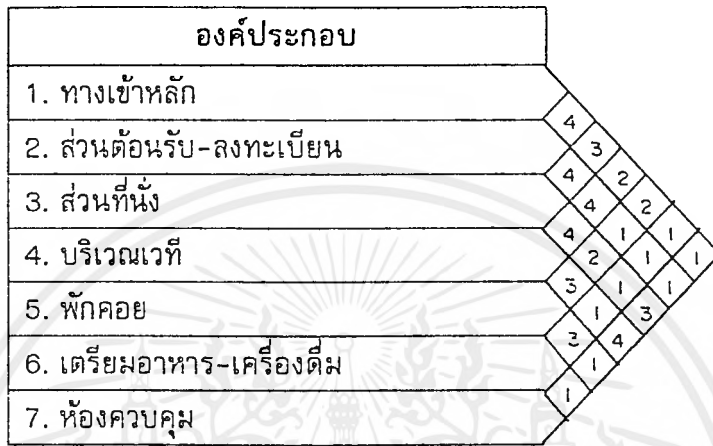 องค์ประกอบ
1. ทางเข้าหลัก
4
2. ส่วนต้อนรับ-ลงทะเบียน 3
4 2
3. ส่วนที่นั่ง 4 2
4 1 1
4. บริเวณเวที 2 1 1
3 1 1
5. พักคอย 1 3
3 4
6. เตรียมอาหาร-เครื่องดื่ม 1
1
7. ห้องควบคุม